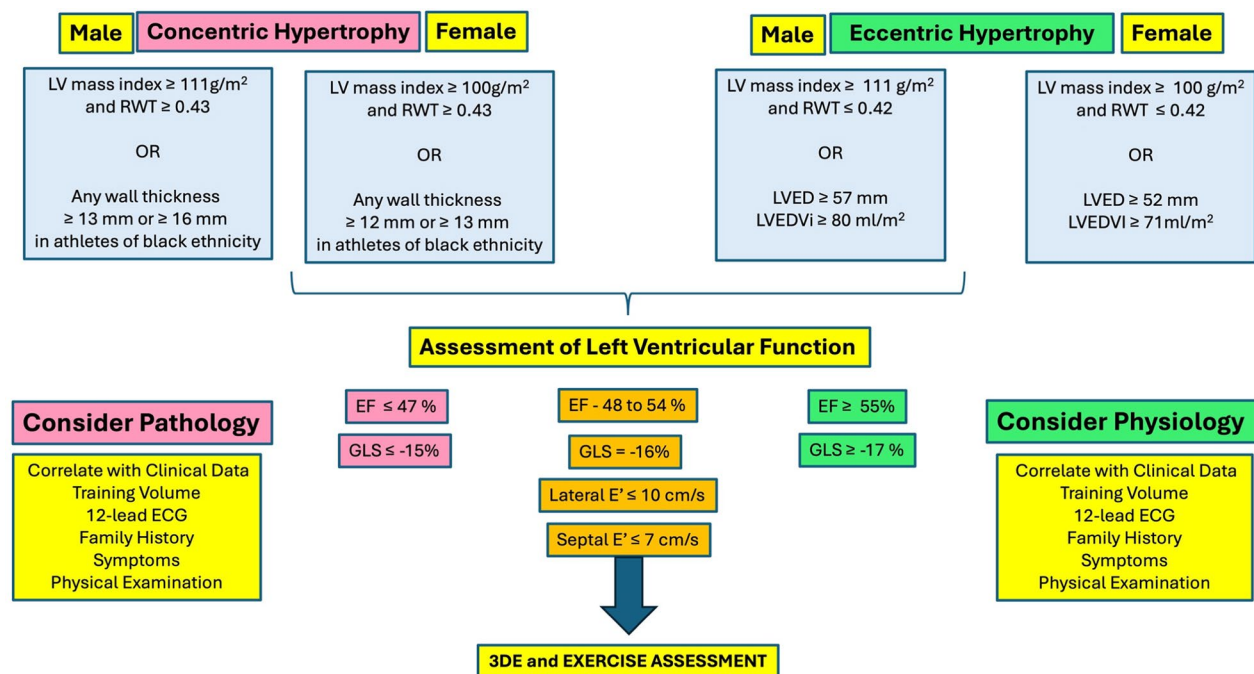 Male
Concentric Hypertrophy
Female
LV mass index ≥ 111g/m²
and RWT ≥ 0.43
OR
Any wall thickness
≥ 13 mm or ≥ 16 mm
in athletes of black ethnicity
LV mass index ≥ 100g/m²
and RWT ≥ 0.43
OR
Any wall thickness
≥ 12 mm or ≥ 13 mm
in athletes of black ethnicity
Male
Eccentric Hypertrophy
Female
LV mass index ≥ 111 g/m²
and RWT ≤ 0.42
OR
LVED ≥ 57 mm
LVEDVi ≥ 80 ml/m²
LV mass index ≥ 100 g/m²
and RWT ≤ 0.42
OR
LVED ≥ 52 mm
LVEDVI ≥ 71ml/m²
Assessment of Left Ventricular Function
Consider Pathology
Correlate with Clinical Data
Training Volume
12-lead ECG
Family History
Symptoms
Physical Examination
EF ≤ 47 %
GLS ≤ -15%
EF - 48 to 54 %
GLS = -16%
Lateral E’ ≤ 10 cm/s
Septal E’ ≤ 7 cm/s
EF ≥ 55%
GLS ≥ -17 %
Consider Physiology
Correlate with Clinical Data
Training Volume
12-lead ECG
Family History
Symptoms
Physical Examination
3DE and EXERCISE ASSESSMENT